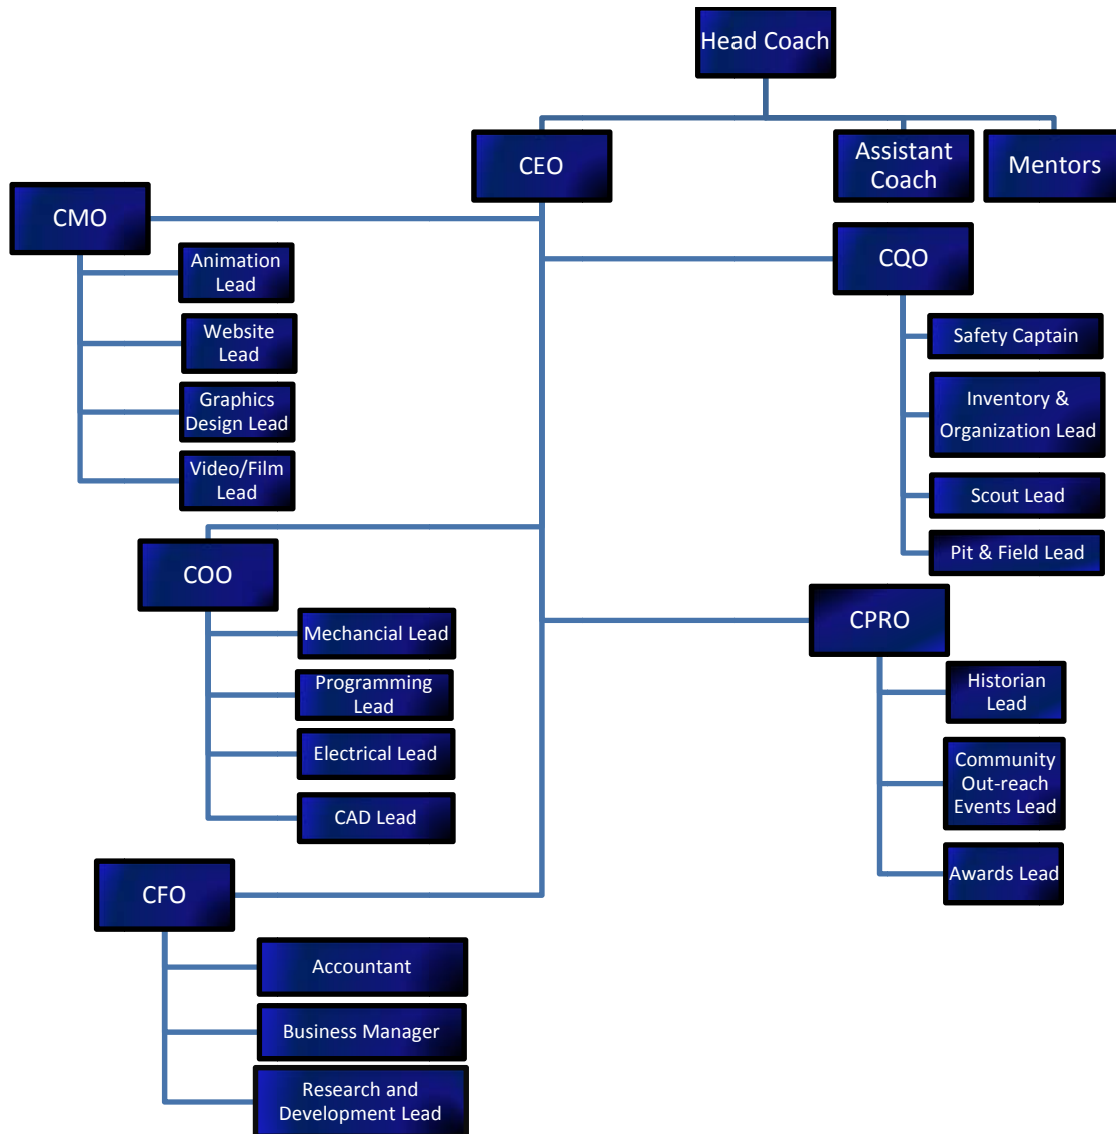 Head Coach
CEO
Assistant
Coach
Mentors
CMO
Animation
Lead
Website
Lead
Graphics
Design Lead
Video/Film
Lead
CQO
Safety Captain
Inventory &
Organization Lead
Scout Lead
Pit & Field Lead
COO
Mechancial Lead
Programming
Lead
Electrical Lead
CAD Lead
CPRO
Historian
Lead
Community
Out-reach
Events Lead
Awards Lead
CFO
Accountant
Business Manager
Research and
Development Lead